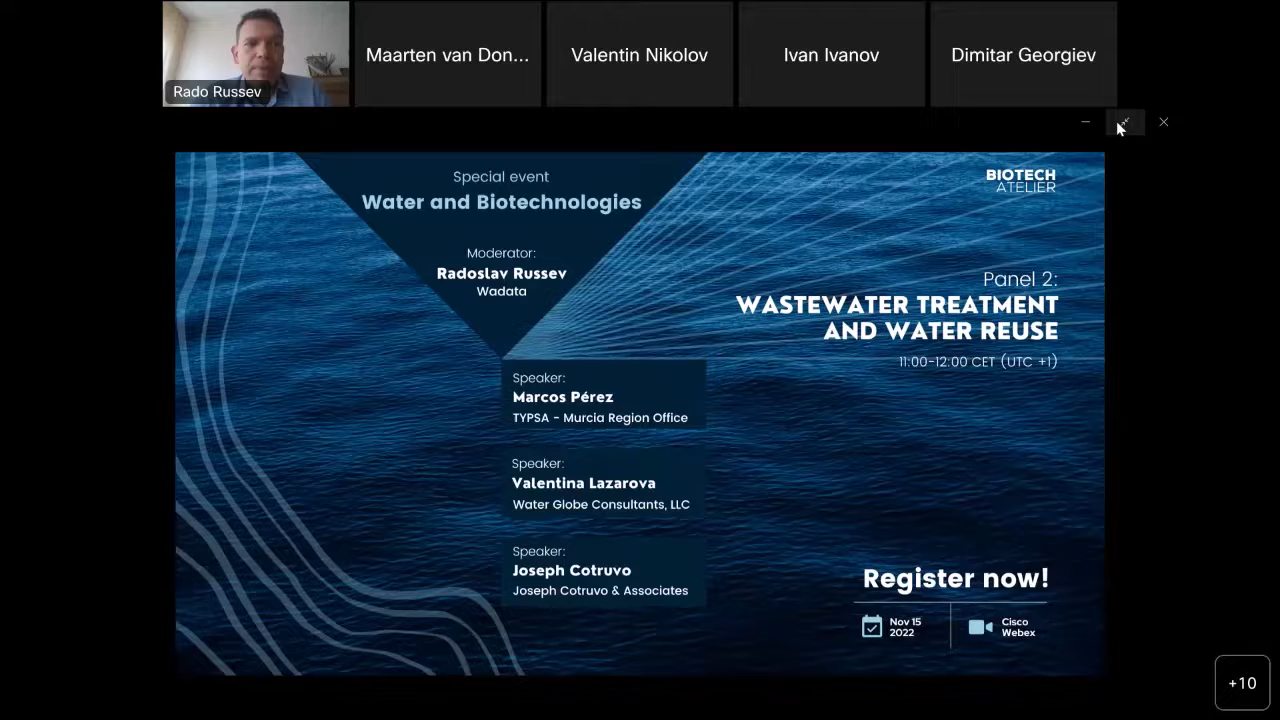 Rado Russev
Maarten van Don...
Valentin Nikolov
Ivan Ivanov
Dimitar Georgiev
Special event
Water and Biotechnologies
Moderator:
Radoslav Russev
Wadata
BIOTECH
ATELIER
Panel 2:
WASTEWATER TREATMENT
AND WATER REUSE
11:00-12:00 CET (UTC +1)
Speaker:
Marcos Pérez
TYPSA - Murcia Region Office
Speaker:
Valentina Lazarova
Water Globe Consultants, LLC
Speaker:
Joseph Cotruvo
Joseph Cotruvo & Associates
Register now!
Nov 15
2022
Cisco
Webex
+10